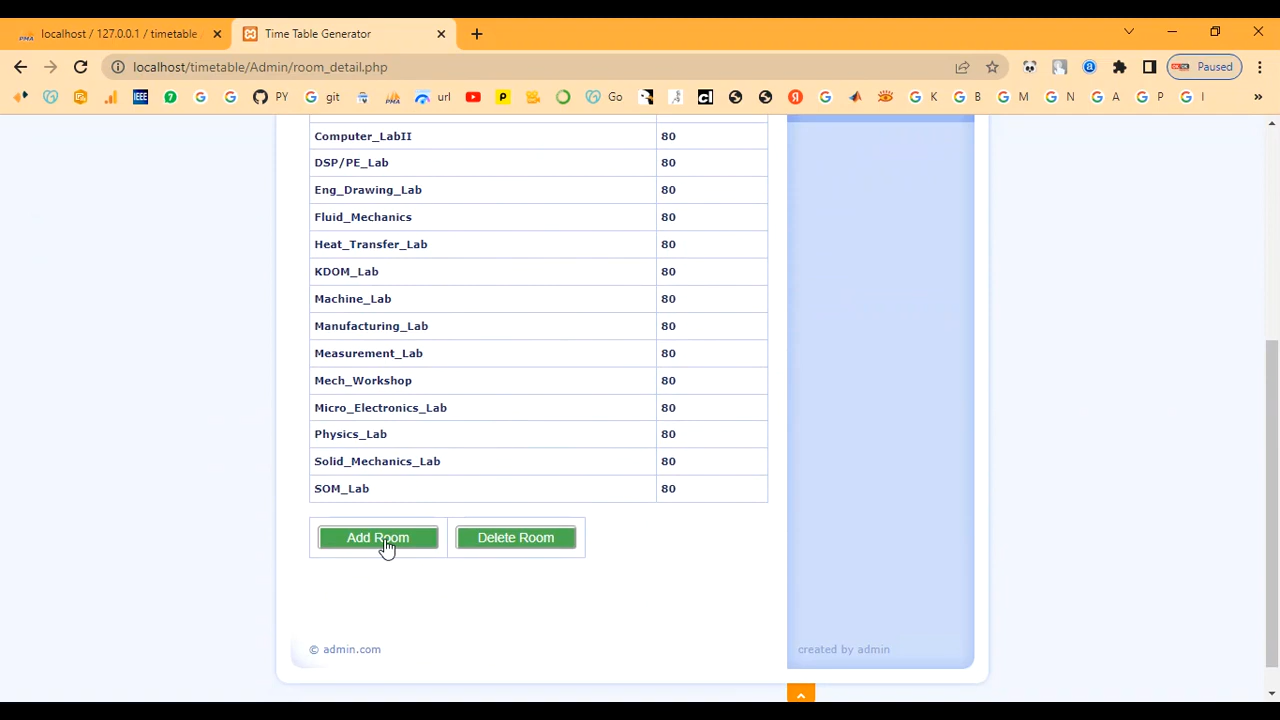 localhost / 127.0.0.1 / timetable
Time Table Generator
localhost/timetable/Admin/room_detail.php
Paused
IEEE
PY
git
url
Go
K
B
M
N
A
P
I
Computer_LabII 80
DSP/PE_Lab 80
Eng_Drawing_Lab 80
Fluid_Mechanics 80
Heat_Transfer_Lab 80
KDOM_Lab 80
Machine_Lab 80
Manufacturing_Lab 80
Measurement_Lab 80
Mech_Workshop 80
Micro_Electronics_Lab 80
Physics_Lab 80
Solid_Mechanics_Lab 80
SOM_Lab 80
Add Room Delete Room
© admin.com created by admin